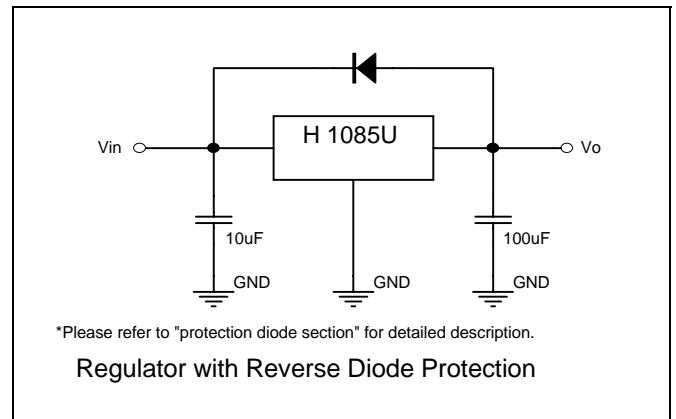 H 1085U
Vin
Vo
10uF
100uF
GND
GND
GND
*Please refer to "protection diode section" for detailed description.
Regulator with Reverse Diode Protection